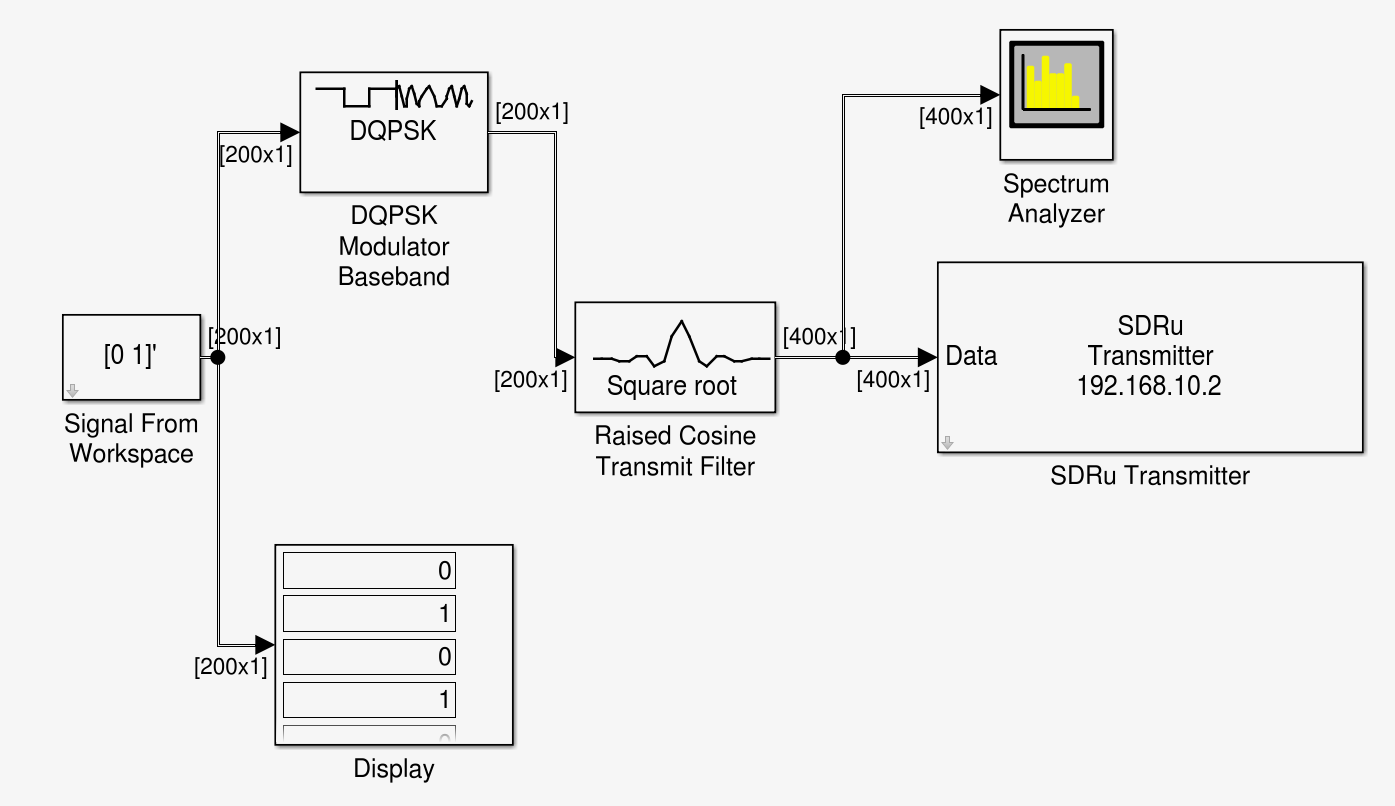 DQPSK
[200x1]
[200x1]
DQPSK
Modulator
Baseband
[400x1]
Spectrum
Analyzer
[0 1]'
[200x1]
Signal From
Workspace
[200x1]
Square root
Raised Cosine
Transmit Filter
[400x1]
[400x1]
Data
SDRu
Transmitter
192.168.10.2
SDRu Transmitter
[200x1]
0
1
0
1
0
Display